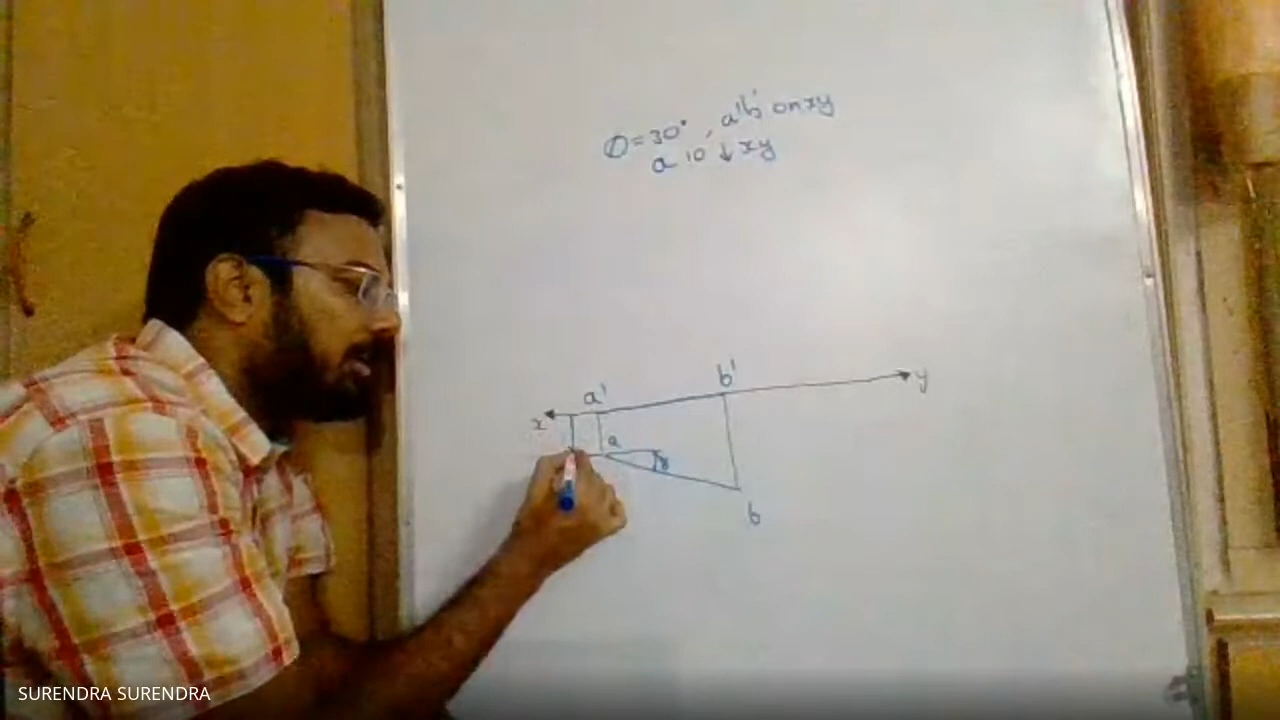 Ø=30°, a'b' on xy
a 10 ↓ xy
a' b' y
x
a
ø
b
SURENDRA SURENDRA